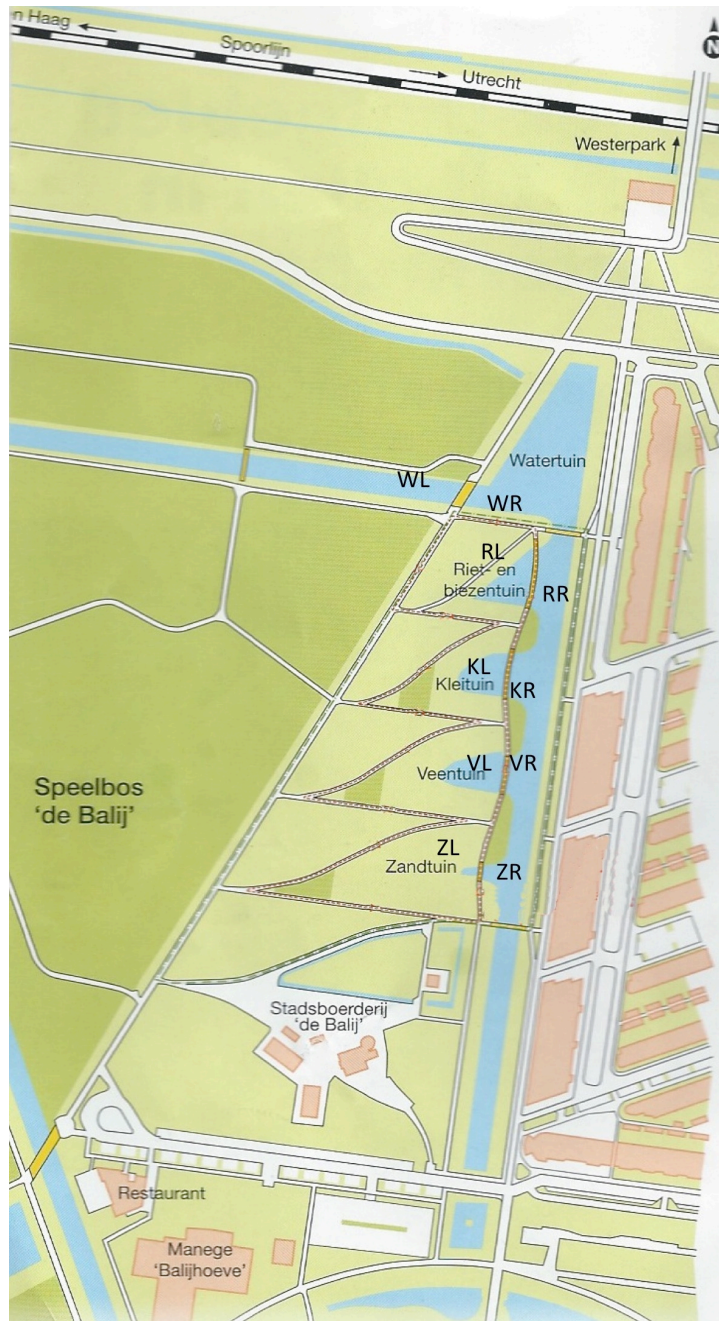 n Haag
Spoorlijn
Utrecht
N
Westerpark
Watertuin
WL
WR
RL
Riet- en
biezentuin
RR
KL
Kleituin
KR
VL
Veentuin
VR
Speelbos
'de Balij'
ZL
Zandtuin
ZR
Stadsboerderij
'de Balij'
Restaurant
Manege
'Balijhoeve'